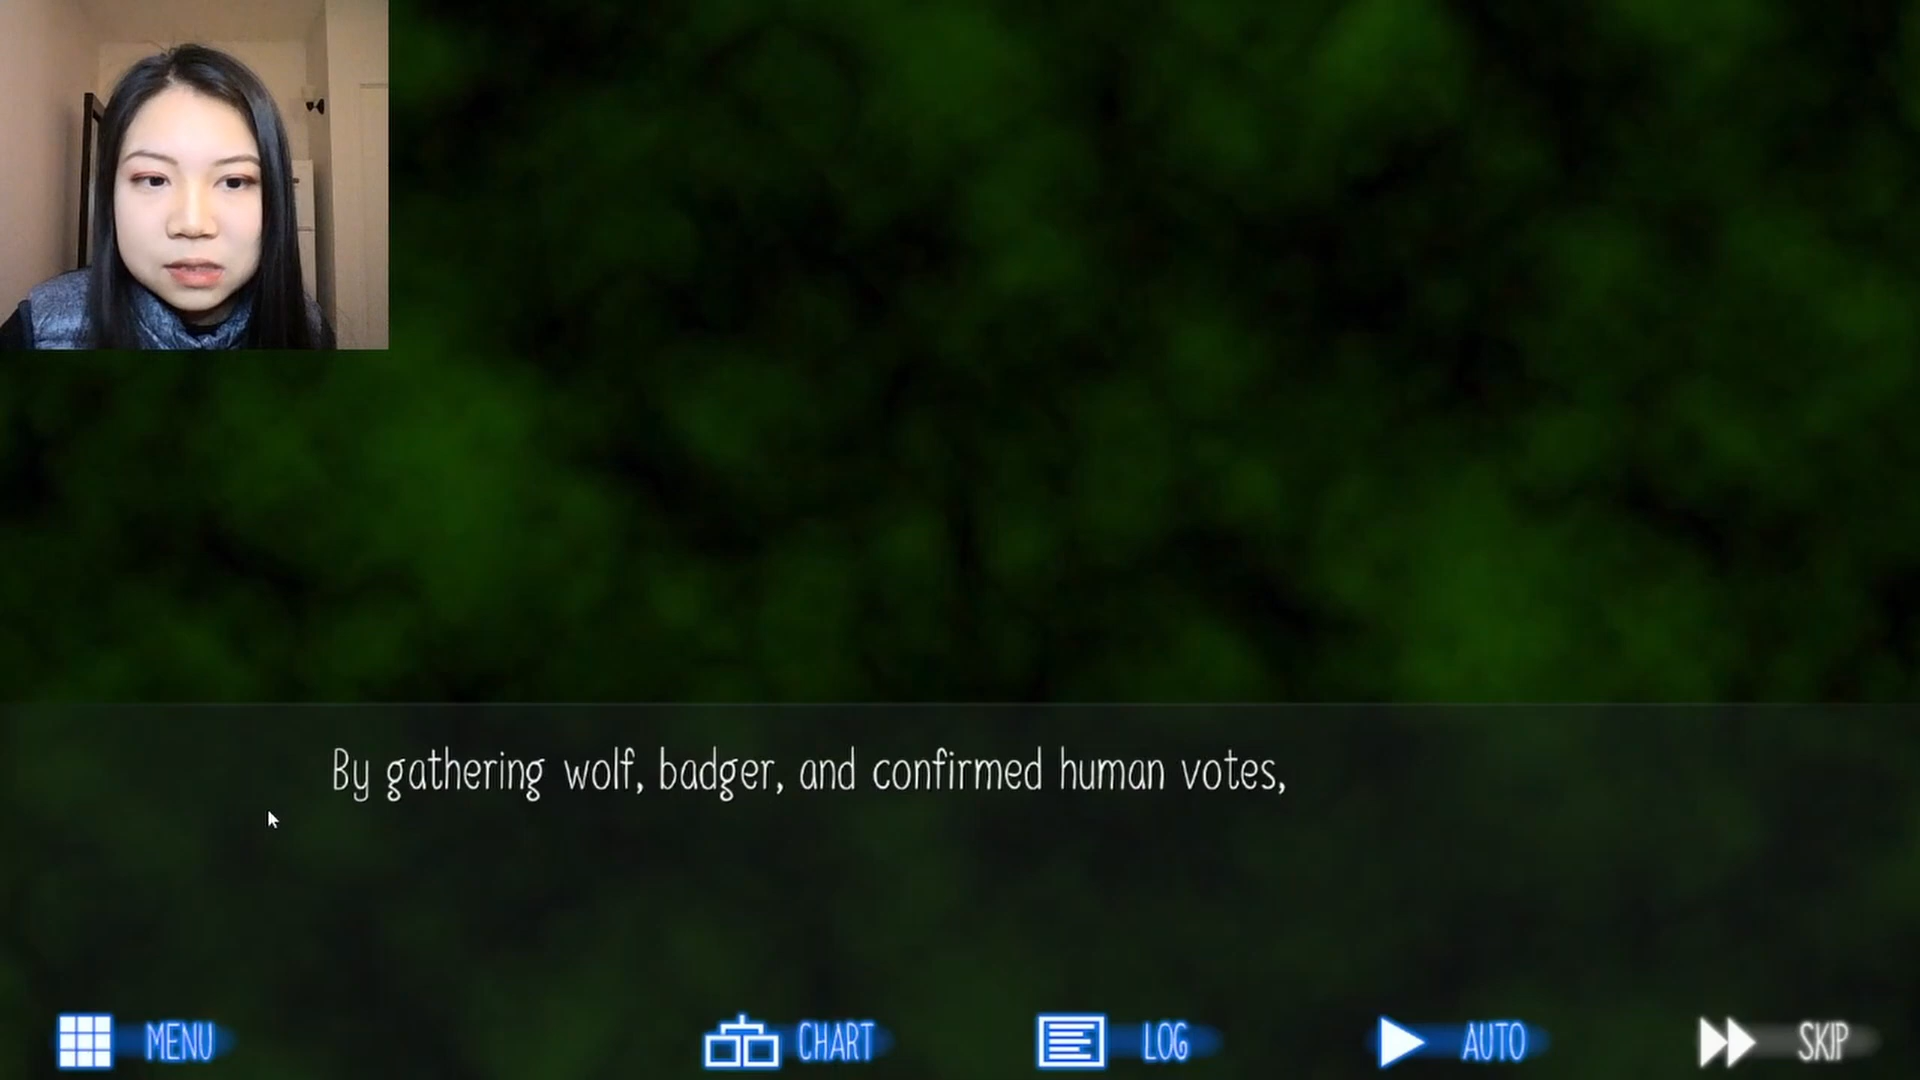 By gathering wolf, badger, and confirmed human votes,
MENU
CHART
LOG
AUTO
SKIP